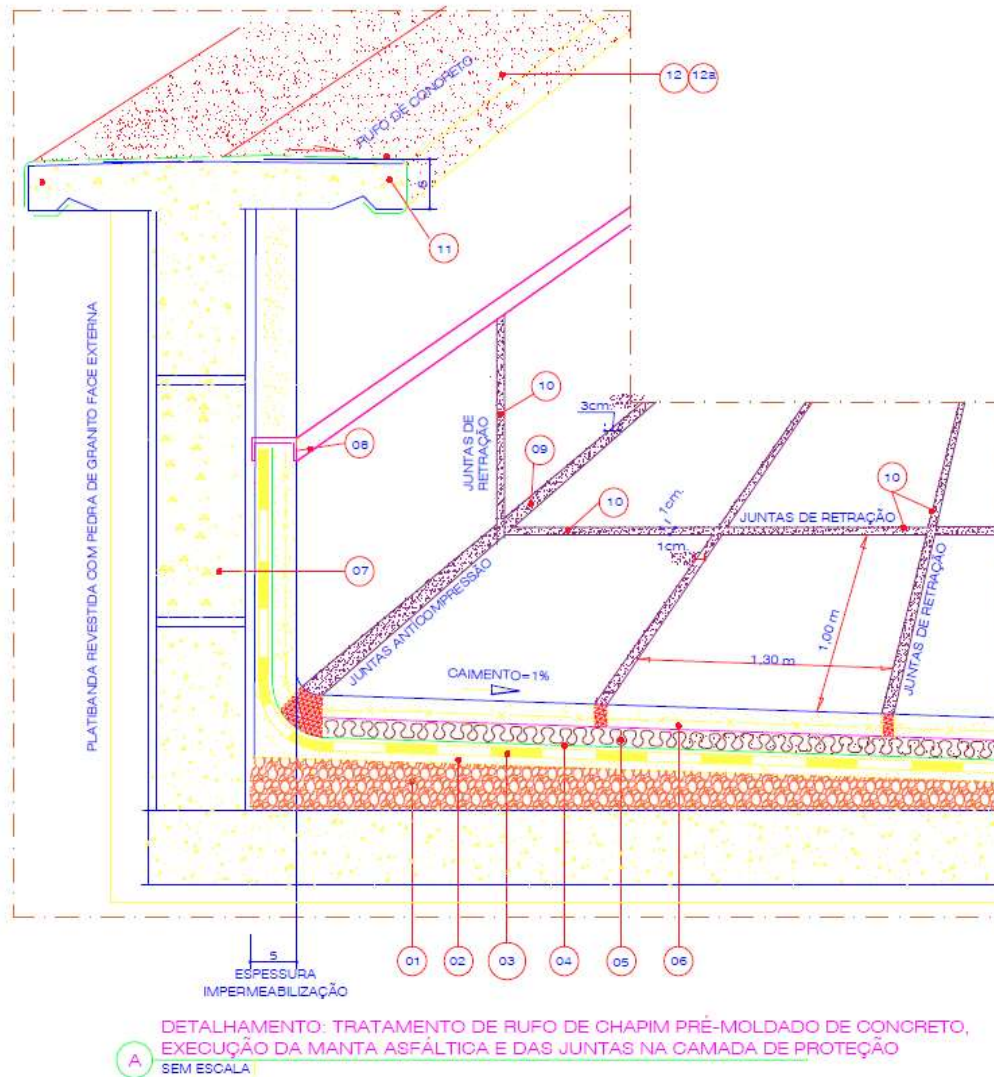 12
12a
RUFO DE CONCRETO
11
PLATIBANDA REVESTIDA COM PEDRA DE GRANITO FACE EXTERNA
10
3cm.
08
JUNTAS DE
RETRAÇÃO
09
10
10
1cm.
JUNTAS DE RETRAÇÃO
1cm.
07
JUNTAS ANTICOMPRESSÃO
1,00 m
JUNTAS DE RETRAÇÃO
1,30 m
CAIMENTO=1%
01
02
03
04
05
06
5
ESPESSURA
IMPERMEABILIZAÇÃO
DETALHAMENTO: TRATAMENTO DE RUFO DE CHAPIM PRÉ-MOLDADO DE CONCRETO,
EXECUÇÃO DA MANTA ASFÁLTICA E DAS JUNTAS NA CAMADA DE PROTEÇÃO
A
SEM ESCALA